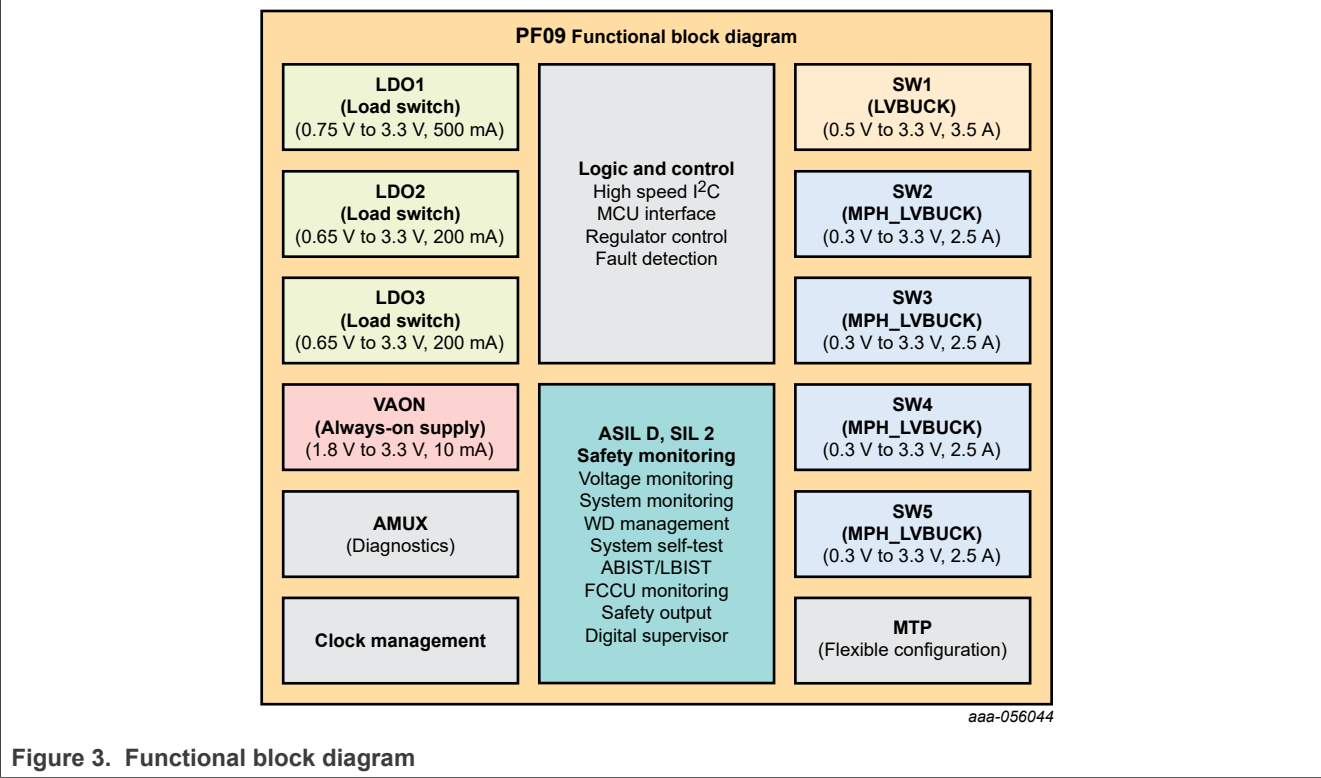 PF09 Functional block diagram
LDO1
(Load switch)
(0.75 V to 3.3 V, 500 mA)
LDO2
(Load switch)
(0.65 V to 3.3 V, 200 mA)
LDO3
(Load switch)
(0.65 V to 3.3 V, 200 mA)
VAON
(Always-on supply)
(1.8 V to 3.3 V, 10 mA)
AMUX
(Diagnostics)
Clock management
Logic and control
High speed I2C
MCU interface
Regulator control
Fault detection
ASIL D, SIL 2
Safety monitoring
Voltage monitoring
System monitoring
WD management
System self-test
ABIST/LBIST
FCCU monitoring
Safety output
Digital supervisor
SW1
(LVBUCK)
(0.5 V to 3.3 V, 3.5 A)
SW2
(MPH_LVBUCK)
(0.3 V to 3.3 V, 2.5 A)
SW3
(MPH_LVBUCK)
(0.3 V to 3.3 V, 2.5 A)
SW4
(MPH_LVBUCK)
(0.3 V to 3.3 V, 2.5 A)
SW5
(MPH_LVBUCK)
(0.3 V to 3.3 V, 2.5 A)
MTP
(Flexible configuration)
aaa-056044
Figure 3. Functional block diagram